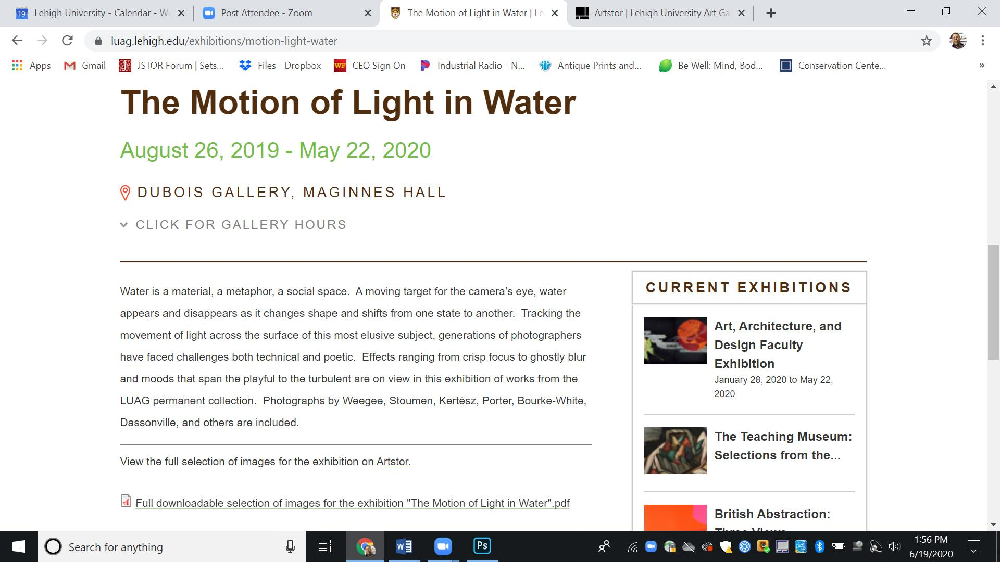 19 Lehigh University - Calendar - We
Post Attendee - Zoom
The Motion of Light in Water | Le
Artstor | Lehigh University Art Gal
luag.lehigh.edu/exhibitions/motion-light-water
Apps
Gmail
JSTOR Forum | Sets...
Files - Dropbox
WF CEO Sign On
Industrial Radio - N...
Antique Prints and...
Be Well: Mind, Bod...
Conservation Cente...
»
The Motion of Light in Water
August 26, 2019 - May 22, 2020
DUBOIS GALLERY, MAGINNES HALL
CLICK FOR GALLERY HOURS
Water is a material, a metaphor, a social space.  A moving target for the camera’s eye, water
appears and disappears as it changes shape and shifts from one state to another.  Tracking the
movement of light across the surface of this most elusive subject, generations of photographers
have faced challenges both technical and poetic.  Effects ranging from crisp focus to ghostly blur
and moods that span the playful to the turbulent are on view in this exhibition of works from the
LUAG permanent collection.  Photographs by Weegee, Stoumen, Kertész, Porter, Bourke-White,
Dassonville, and others are included.
View the full selection of images for the exhibition on Artstor.
Full downloadable selection of images for the exhibition "The Motion of Light in Water".pdf
CURRENT EXHIBITIONS
Art, Architecture, and
Design Faculty
Exhibition
January 28, 2020 to May 22,
2020
The Teaching Museum:
Selections from the...
British Abstraction:
Three Views
Search for anything
Ps
1:56 PM
6/19/2020